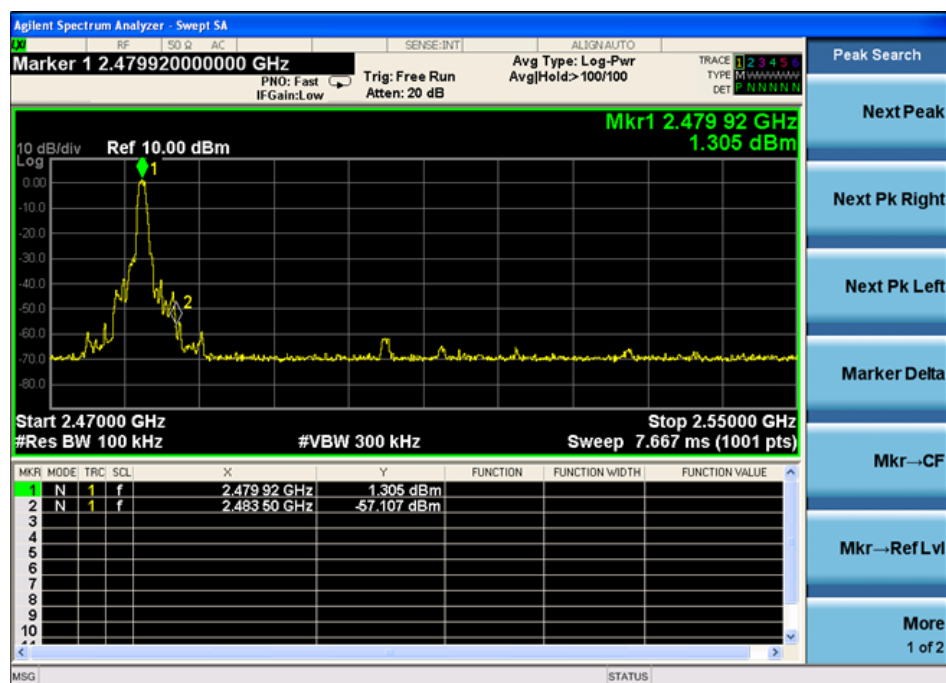 Agilent Spectrum Analyzer - Swept SA
LXI RF 50 Ω AC SENSE:INT ALIGNAUTO
Marker 1 2.479920000000 GHz
PNO: Fast
IFGain:Low
Trig: Free Run
Atten: 20 dB
Avg Type: Log-Pwr
Avg|Hold:>100/100
TRACE 1 2 3 4 5 6
TYPE M
DET P N N N N N
Peak Search
Next Peak
Next Pk Right
Next Pk Left
Marker Delta
Mkr→CF
Mkr→Ref Lvl
More
1 of 2
Mkr1 2.479 92 GHz
1.305 dBm
10 dB/div Ref 10.00 dBm
Log
1
0.00
-10.0
-20.0
-30.0
-40.0
2
-50.0
-60.0
-70.0
-80.0
Start 2.47000 GHz Stop 2.55000 GHz
#Res BW 100 kHz #VBW 300 kHz Sweep 7.667 ms (1001 pts)
MKR MODE TRC SCL X Y FUNCTION FUNCTION WIDTH FUNCTION VALUE
1 N 1 f 2.479 92 GHz 1.305 dBm
2 N 1 f 2.483 50 GHz -57.107 dBm
3
4
5
6
7
8
9
10
MSG STATUS